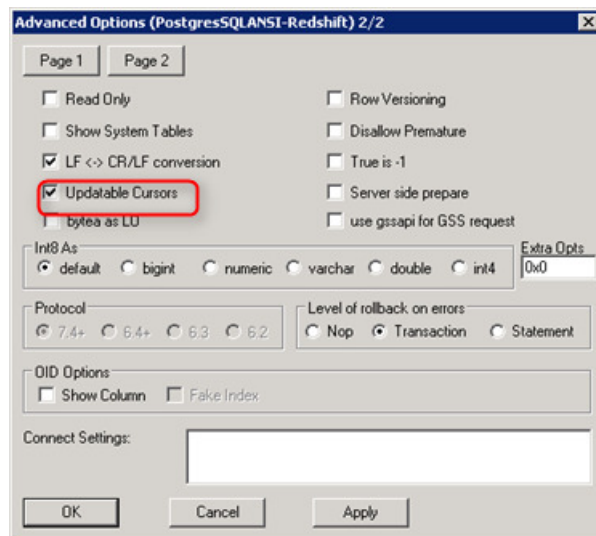 Advanced Options (PostgresSQLANSI-Redshift) 2/2
Page 1 Page 2
Read Only Row Versioning
Show System Tables Disallow Premature
LF <-> CR/LF conversion True is -1
Updatable Cursors Server side prepare
bytea as LO use gssapi for GSS request
Int8 As Extra Opts
default bigint numeric varchar double int4 0x0
Protocol Level of rollback on errors
7.4+ 6.4+ 6.3 6.2 Nop Transaction Statement
OID Options
Show Column Fake Index
Connect Settings:
OK Cancel Apply